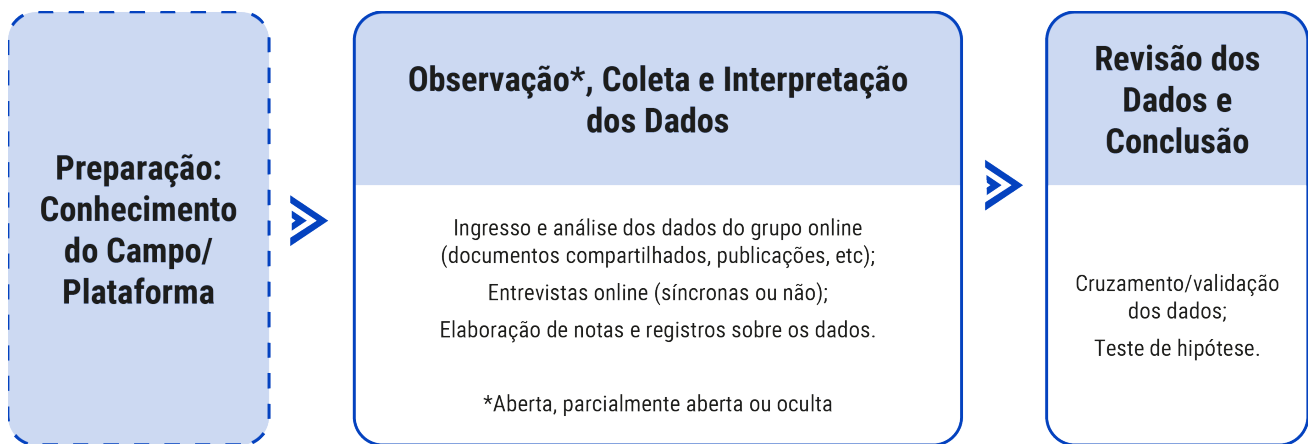 Preparação:
Conhecimento
do Campo/
Plataforma
Observação*, Coleta e Interpretação
dos Dados
Ingresso e análise dos dados do grupo online
(documentos compartilhados, publicações, etc);
Entrevistas online (síncronas ou não);
Elaboração de notas e registros sobre os dados.
*Aberta, parcialmente aberta ou oculta
Revisão dos
Dados e
Conclusão
Cruzamento/validação
dos dados;
Teste de hipótese.